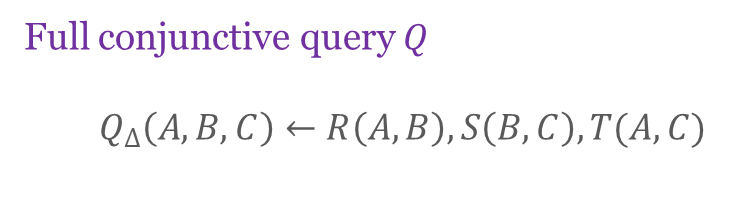 Full conjunctive query Q
Q_Δ(A, B, C) ← R(A, B), S(B, C), T(A, C)